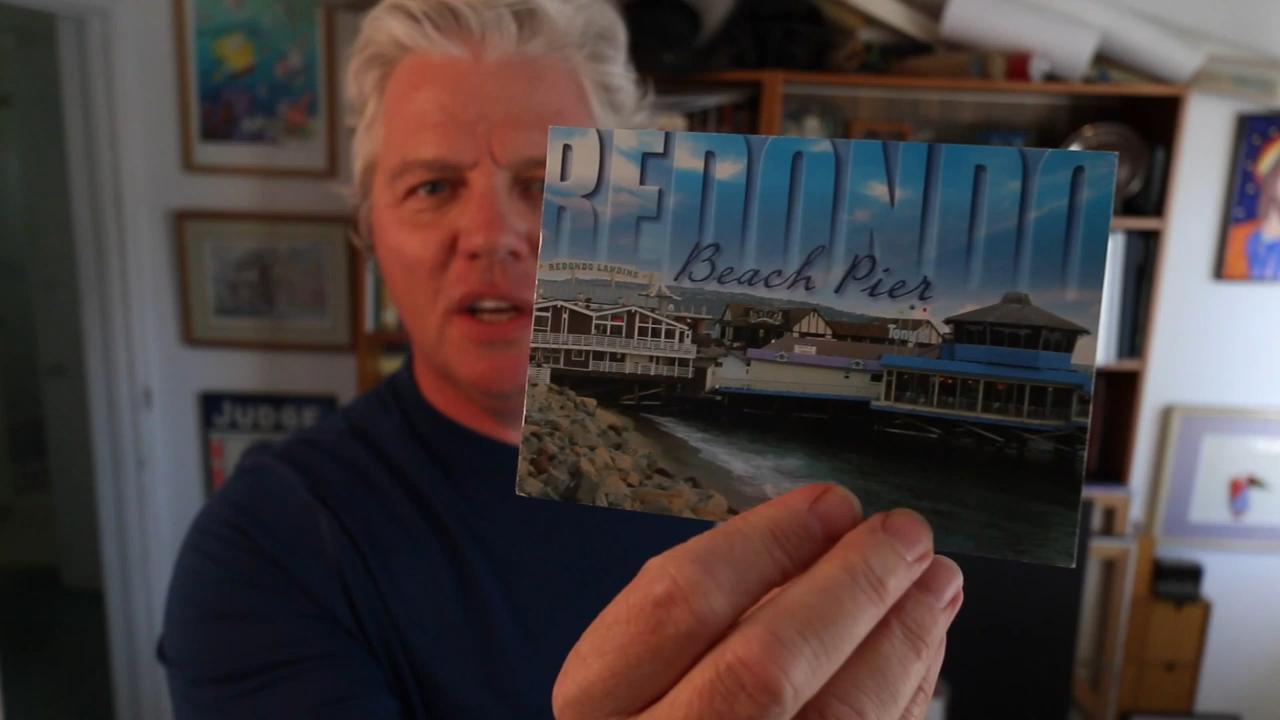 JUDGE
REDONDO
Beach Pier
REDONDO LANDING
Tony's